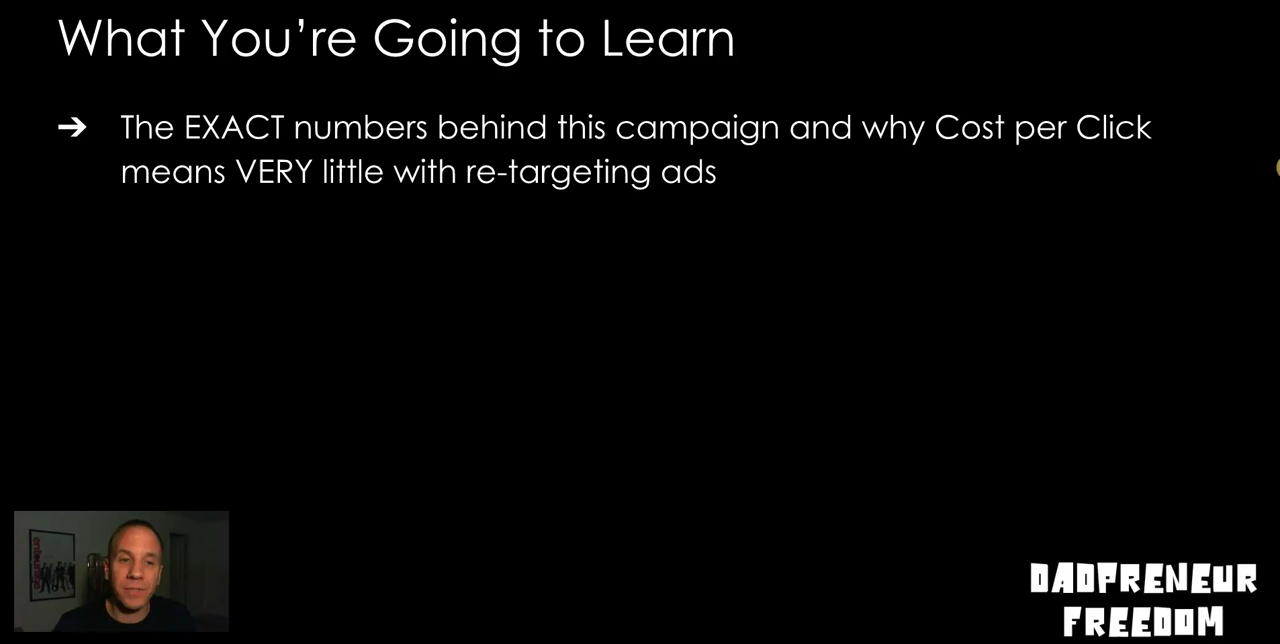 What You’re Going to Learn
➔ The EXACT numbers behind this campaign and why Cost per Click
means VERY little with re-targeting ads
entourage
DADPRENEUR
FREEDOM